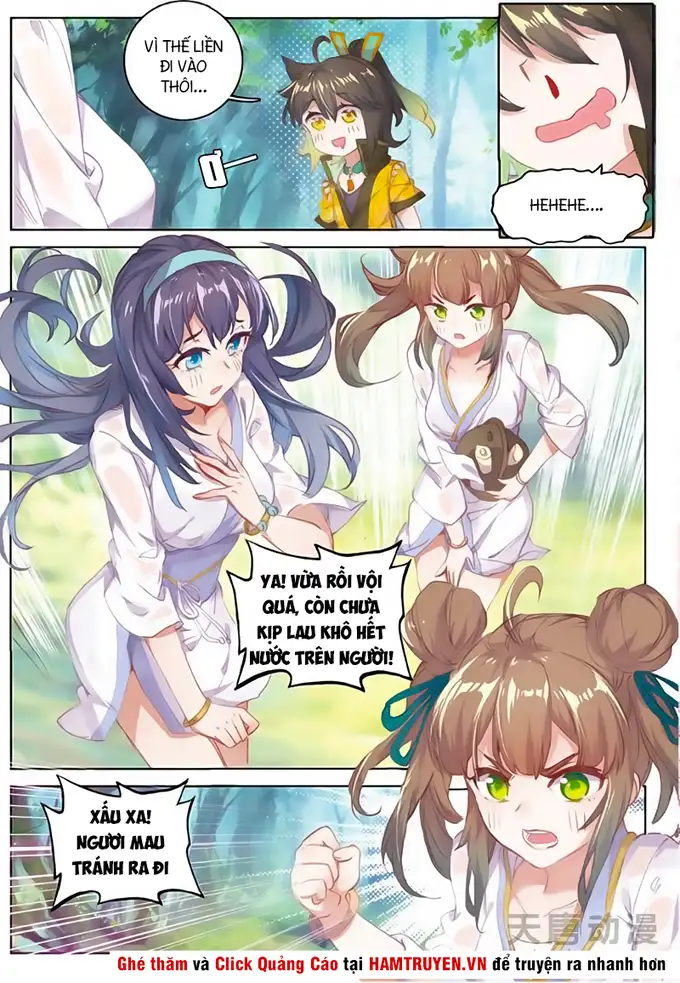 VÌ THẾ LIỀN
ĐI VÀO
THÔI...
HEHEHE....
YA! VỪA RỒI VỘI
QUÁ, CÒN CHƯA
KỊP LAU KHÔ HẾT
NƯỚC TRÊN NGƯỜI!
XẤU XA!
NGƯƠI MAU
TRÁNH RA ĐI
天唐动漫
Ghé thăm và Click Quảng Cáo tại HAMTRUYEN.VN để truyện ra nhanh hơn